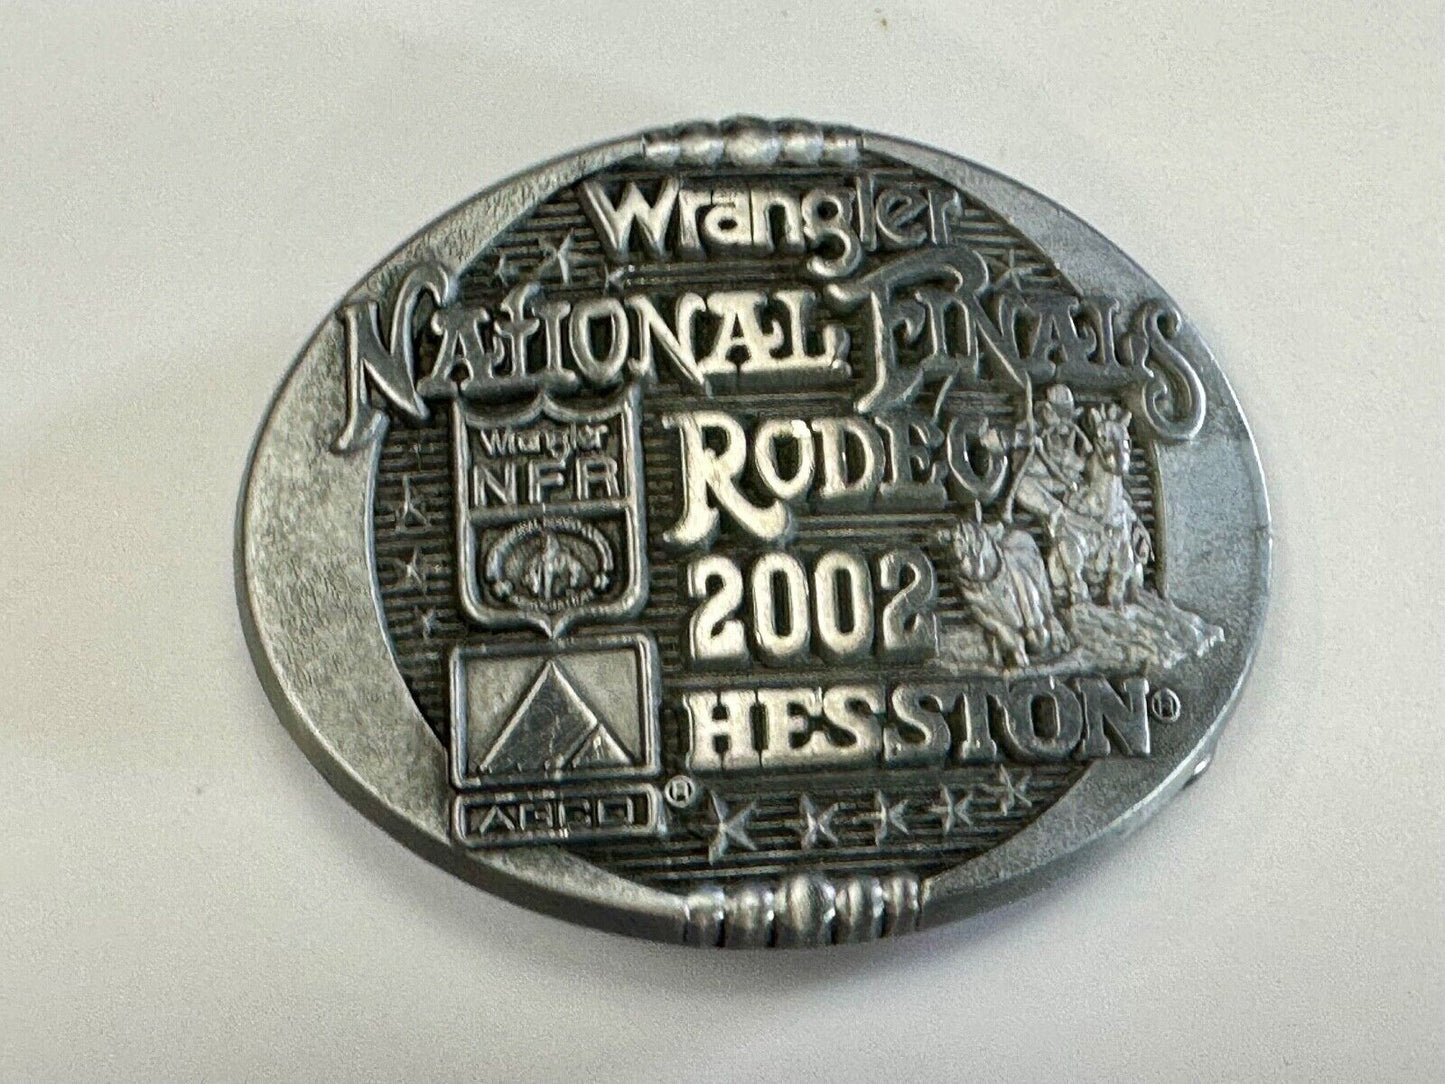 Wrangler
NATIONAL FINALS
RODEO
2002
HESSTON®
Wrangler
NFR
AGCO ®